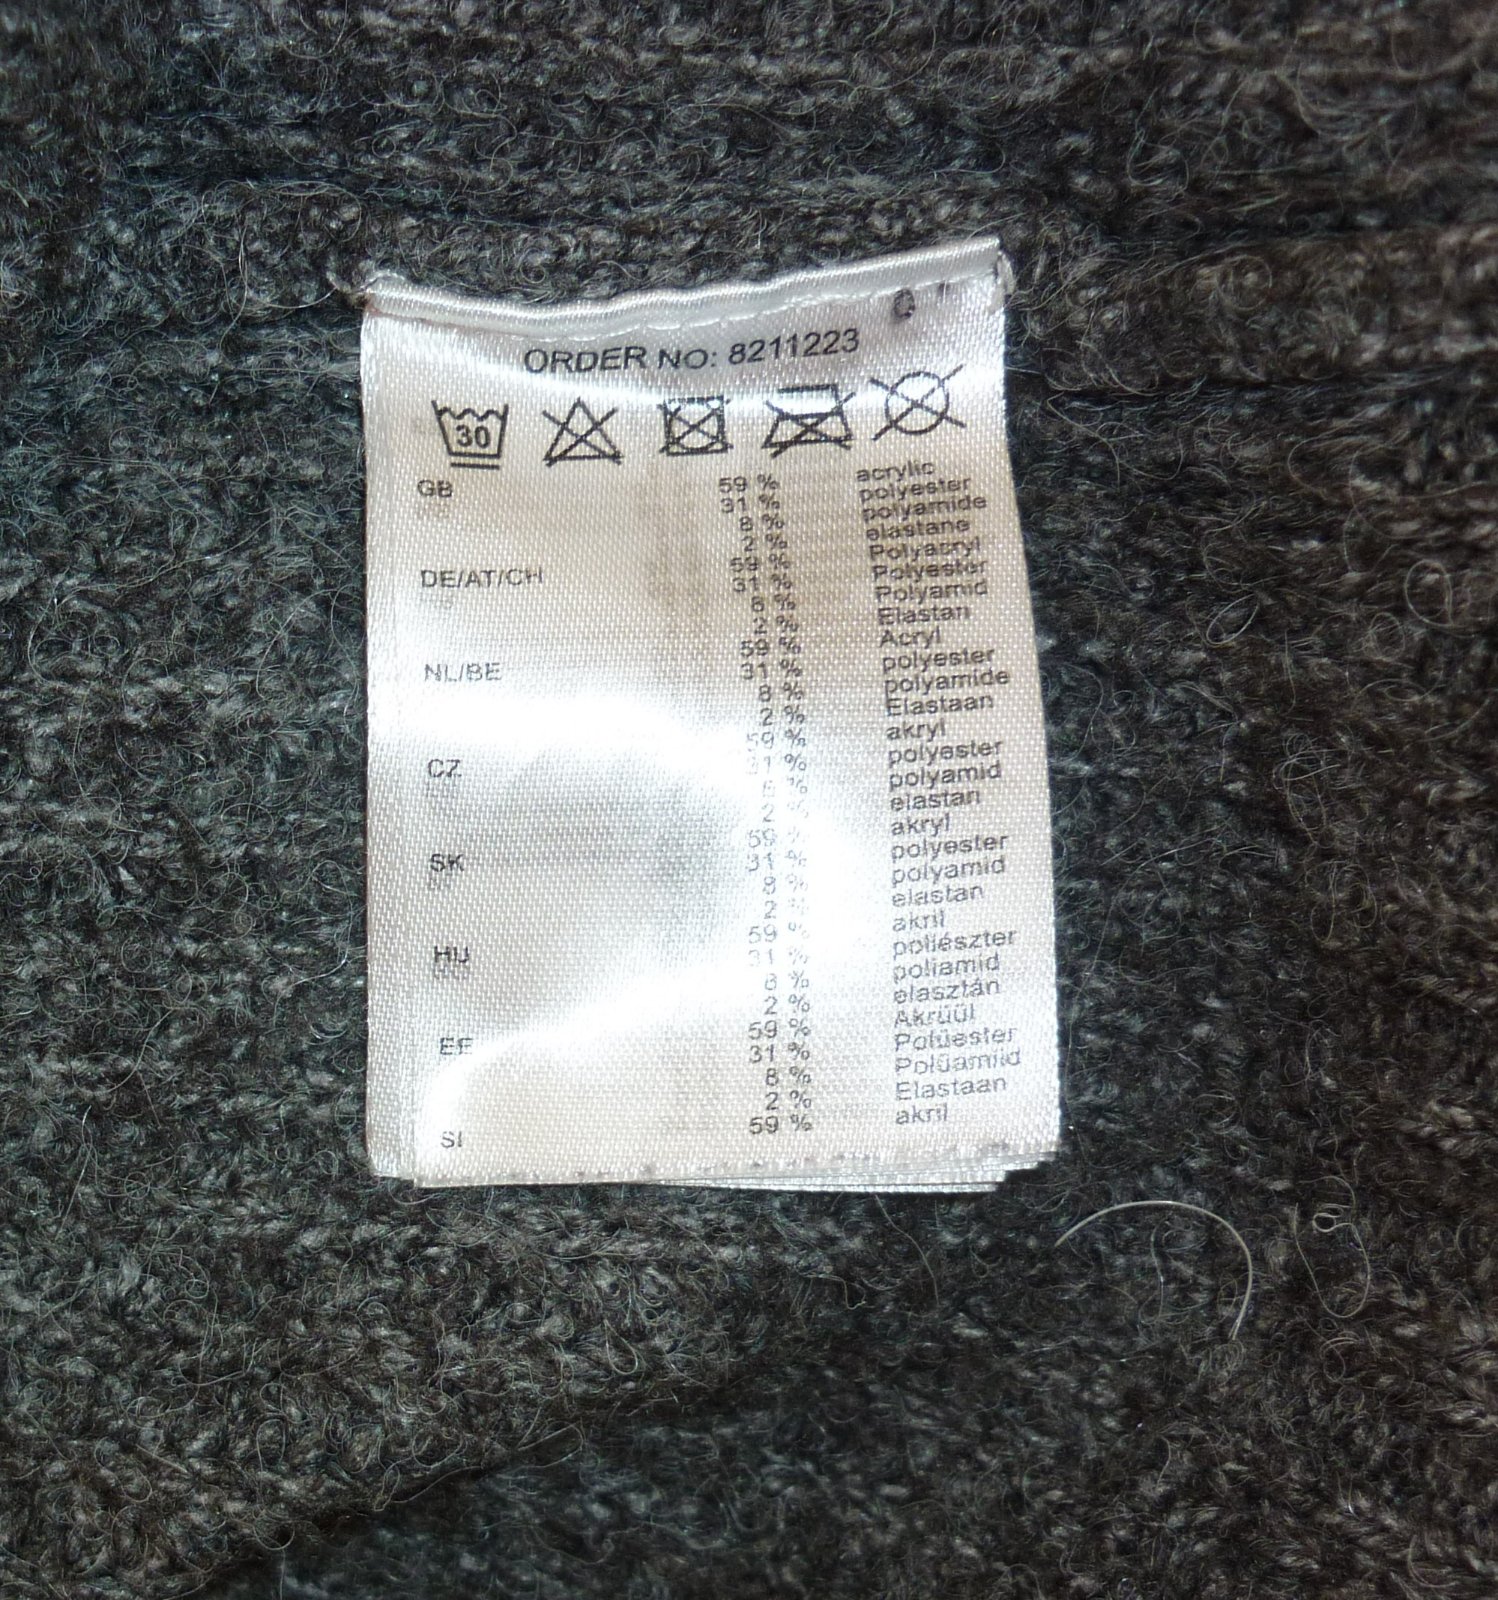 ORDER NO: 8211223
30
GB 59 % acrylic
31 % polyester
8 % polyamide
2 % elastane
DE/AT/CH 59 % Polyacryl
31 % Polyester
8 % Polyamid
2 % Elastan
NL/BE 59 % Acryl
31 % polyester
8 % polyamide
2 % Elastaan
CZ 59 % akryl
31 % polyester
8 % polyamid
2 % elastan
SK 59 % akryl
31 % polyester
8 % polyamid
2 % elastan
HU 59 % akril
31 % poliészter
8 % poliamid
2 % elasztán
EE 59 % Akrüül
31 % Polüester
8 % Polüamiid
2 % Elastaan
SI 59 % akril